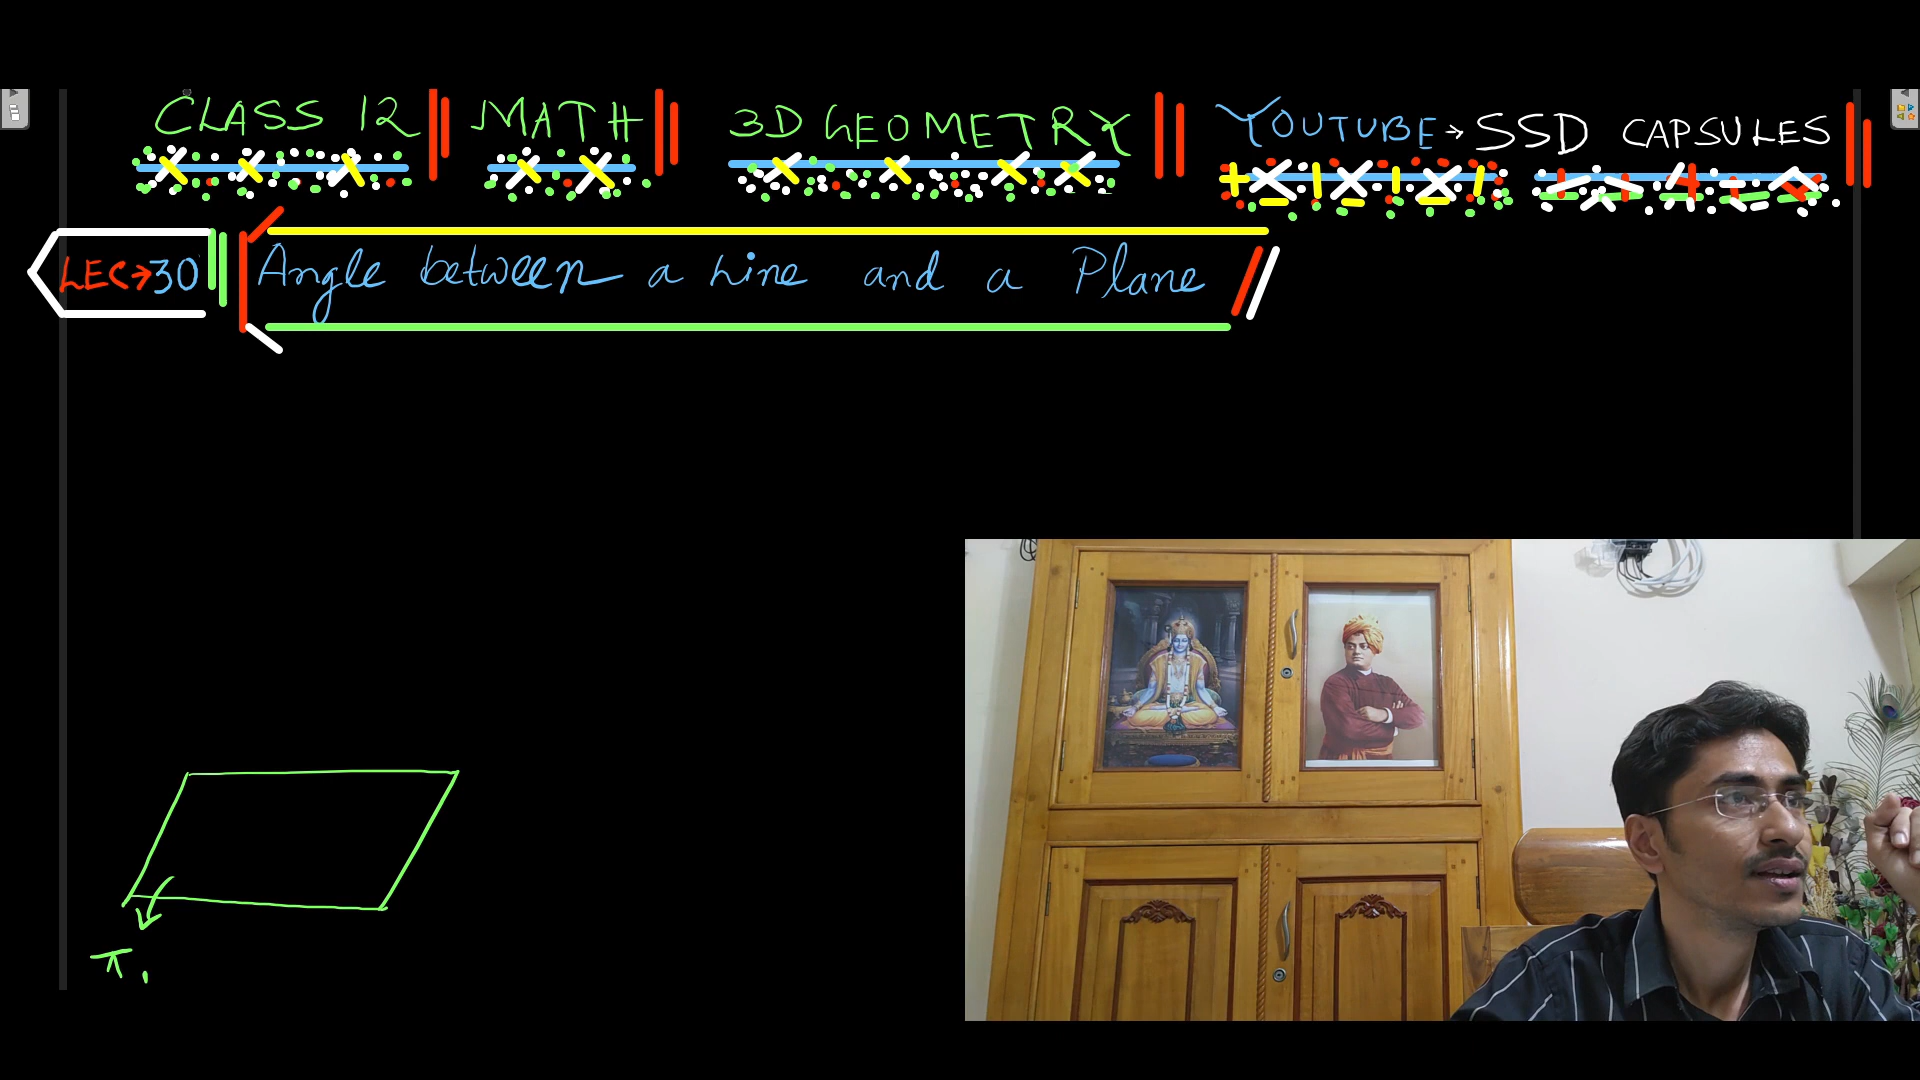 CLASS 12 MATH 3D GEOMETRY YOUTUBE → SSD CAPSULES
LEC→30 Angle between a Line and a Plane
π1